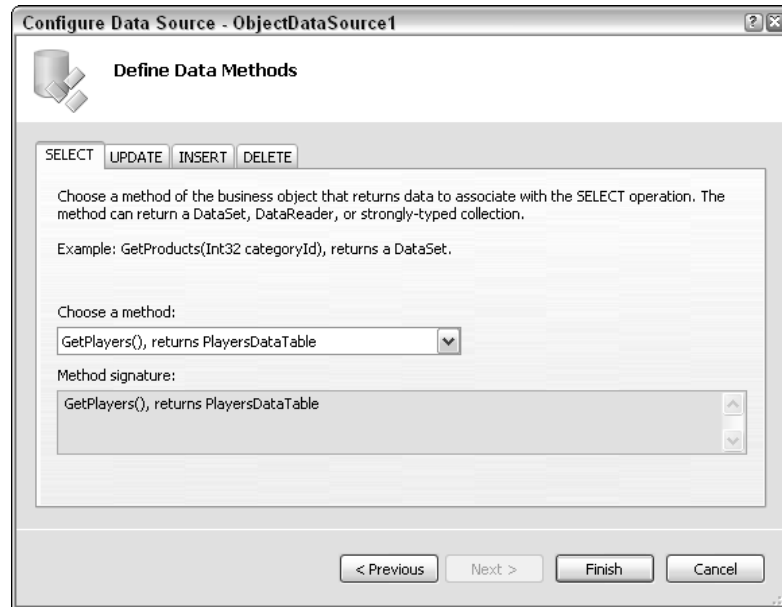 Configure Data Source - ObjectDataSource1
Define Data Methods
SELECT UPDATE INSERT DELETE
Choose a method of the business object that returns data to associate with the SELECT operation. The
method can return a DataSet, DataReader, or strongly-typed collection.
Example: GetProducts(Int32 categoryId), returns a DataSet.
Choose a method:
GetPlayers(), returns PlayersDataTable
Method signature:
GetPlayers(), returns PlayersDataTable
< Previous Next > Finish Cancel